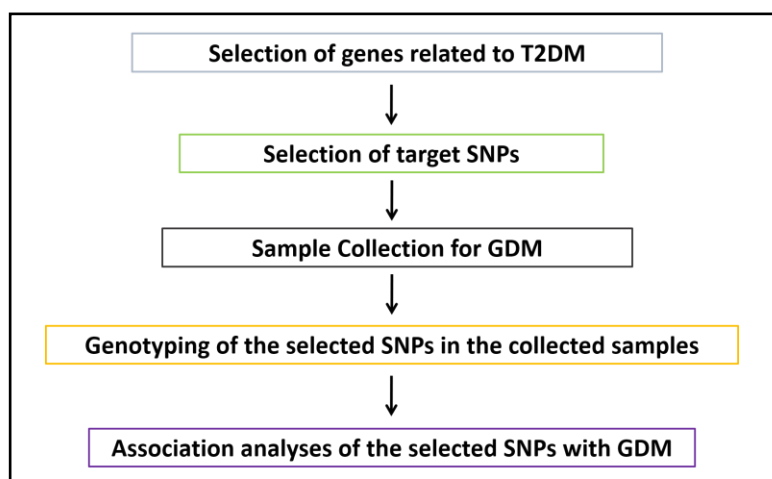 Selection of genes related to T2DM
Selection of target SNPs
Sample Collection for GDM
Genotyping of the selected SNPs in the collected samples
Association analyses of the selected SNPs with GDM